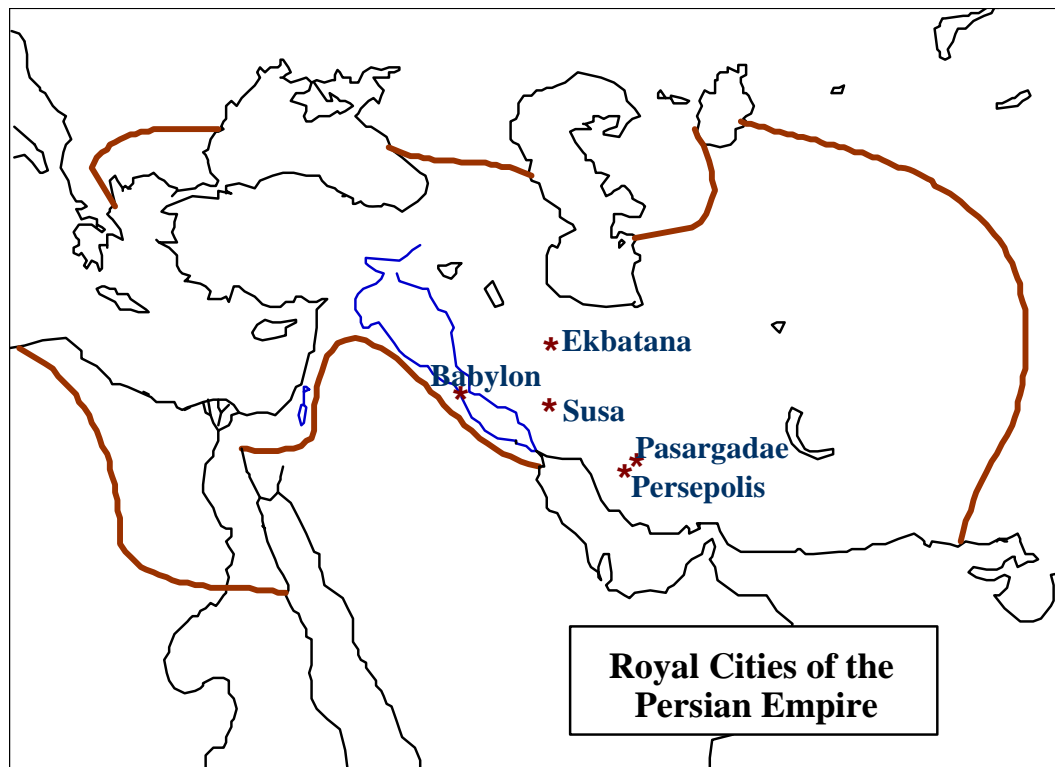 Ekbatana
Babylon
Susa
Pasargadae
Persepolis
Royal Cities of the
Persian Empire